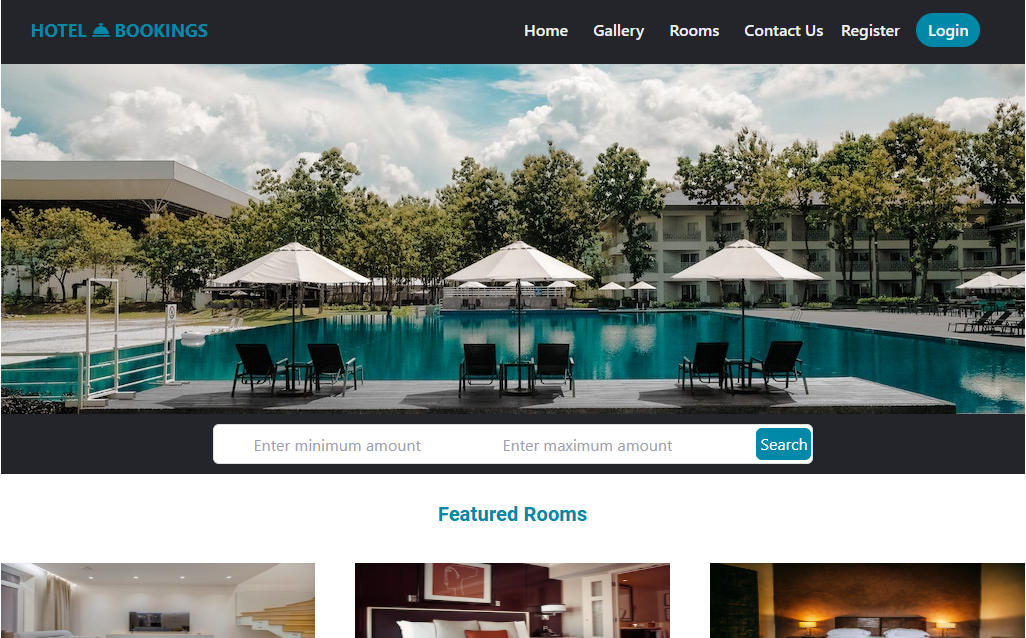 HOTEL BOOKINGS
Home Gallery Rooms Contact Us Register Login
Enter minimum amount Enter maximum amount Search
Featured Rooms